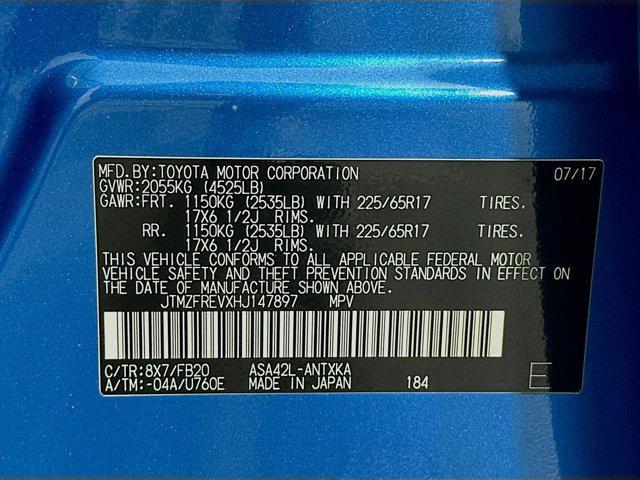 MFD.BY:TOYOTA MOTOR CORPORATION 07/17
GVWR:2055KG (4525LB)
GAWR:FRT. 1150KG (2535LB) WITH 225/65R17 TIRES.
17X6 1/2J RIMS.
RR. 1150KG (2535LB) WITH 225/65R17 TIRES.
17X6 1/2J RIMS.
THIS VEHICLE CONFORMS TO ALL APPLICABLE FEDERAL MOTOR
VEHICLE SAFETY AND THEFT PREVENTION STANDARDS IN EFFECT ON
THE DATE OF MANUFACTURE SHOWN ABOVE.
JTMZFREVXHJ147897 MPV
C/TR:8X7/FB20 ASA42L-ANTXKA
A/TM:-04A/U760E MADE IN JAPAN 184 E